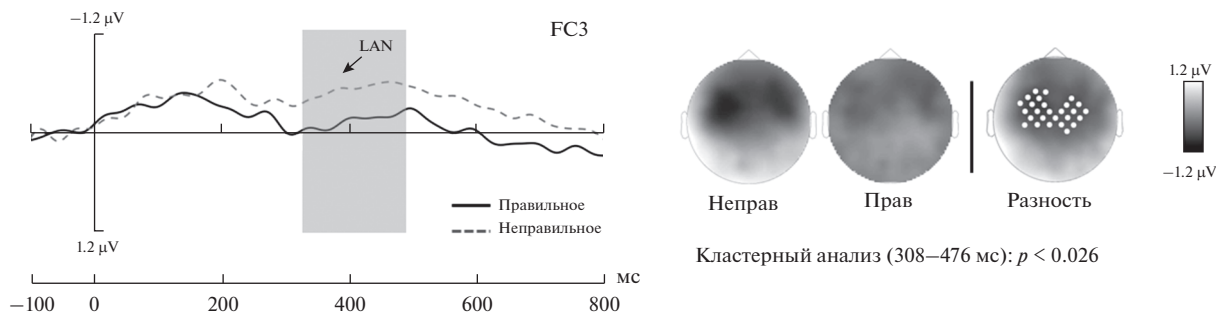 −1.2 μV
FC3
LAN
Правильное
Неправильное
1.2 μV
мс
−100 0 200 400 600 800
1.2 μV
−1.2 μV
Неправ Прав Разность
Кластерный анализ (308–476 мс): p < 0.026